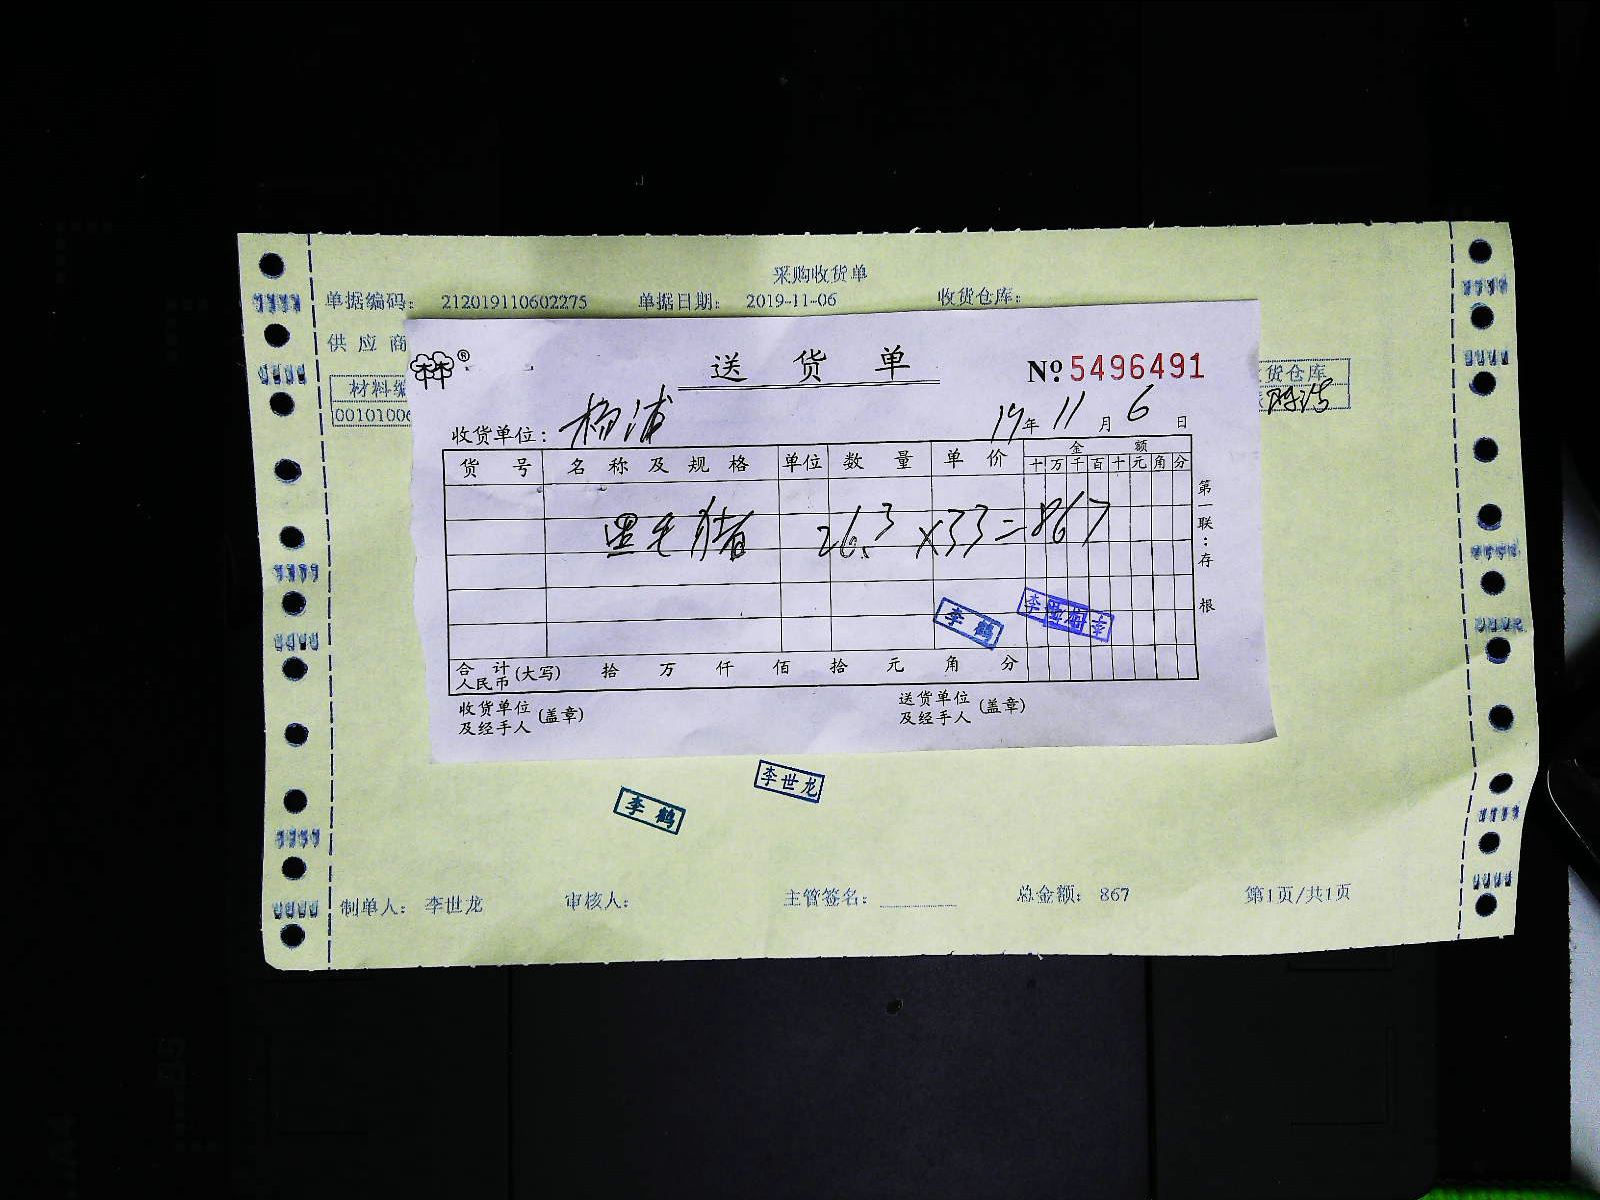 采购收货单
单据编码: 212019110602275 单据日期: 2019-11-06 收货仓库:
供应商
材料编 货仓库
00101006
® 送货单 № 5496491
收货单位: 杨浦 19年 11月 6日
货号 名称及规格 单位 数量 单价 金额
十万千百十元角分
黑毛猪 26.3 ×33=867
第一联:存根
李鹤
合计人民币(大写) 拾 万 仟 佰 拾 元 角 分
收货单位及经手人(盖章) 送货单位及经手人(盖章)
李世龙
李鹤
制单人: 李世龙 审核人: 主管签名: 总金额: 867 第1页/共1页